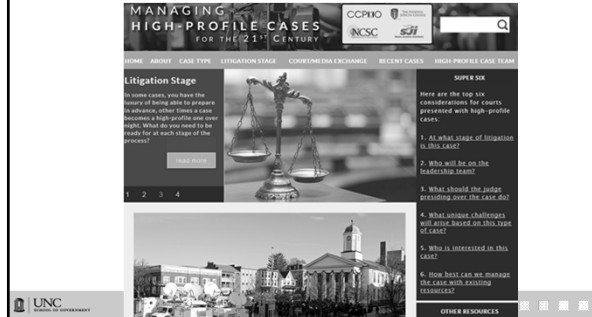 MANAGING
HIGH-PROFILE CASES
FOR THE 21ST CENTURY
CCPIO
NCSC
sji
HOME ABOUT CASE TYPE LITIGATION STAGE COURT/MEDIA EXCHANGE RECENT CASES HIGH-PROFILE CASE TEAM
Litigation Stage
In some cases, you have the
luxury of being able to prepare
in advance, other times a case
becomes a high-profile one over
night. What do you need to be
ready for at each stage of the
process?
read more
1 2 3 4
SUPER SIX
Here are the top six
considerations for courts
presented with high-profile
cases:
1. At what stage of litigation
is this case?
2. Who will be on the
leadership team?
3. What should the judge
presiding over the case do?
4. What unique challenges
will arise based on this type
of case?
5. Who is interested in this
case?
6. How best can we manage
the case with existing
resources?
OTHER RESOURCES
UNC
SCHOOL OF GOVERNMENT